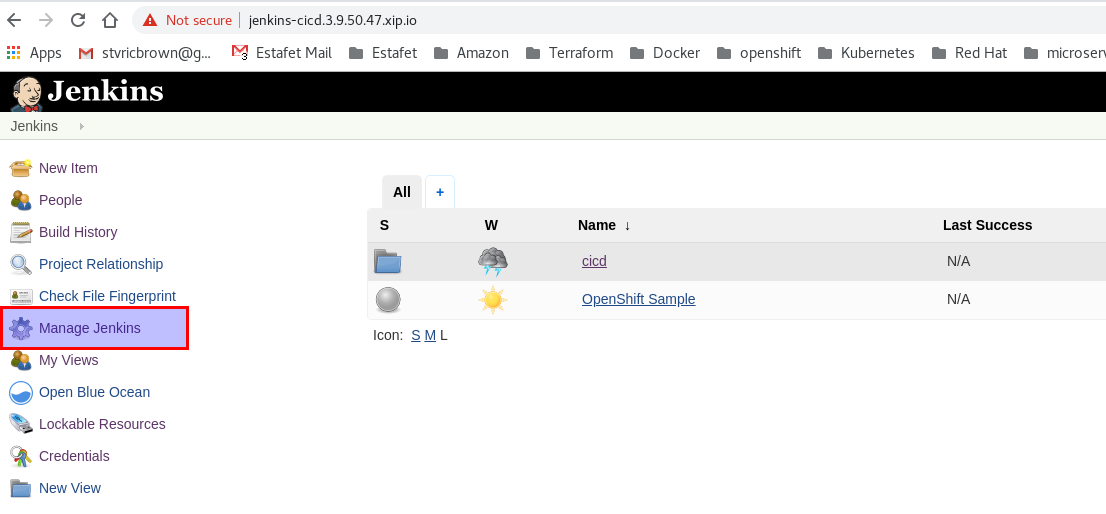 Not secure jenkins-cicd.3.9.50.47.xip.io
Apps stvricbrown@g... 3 Estafet Mail Estafet Amazon Terraform Docker openshift Kubernetes Red Hat microserv
Jenkins
Jenkins
New Item
People
Build History
Project Relationship
Check File Fingerprint
Manage Jenkins
My Views
Open Blue Ocean
Lockable Resources
Credentials
New View
All +
S W Name ↓ Last Success
cicd N/A
OpenShift Sample N/A
Icon: S M L